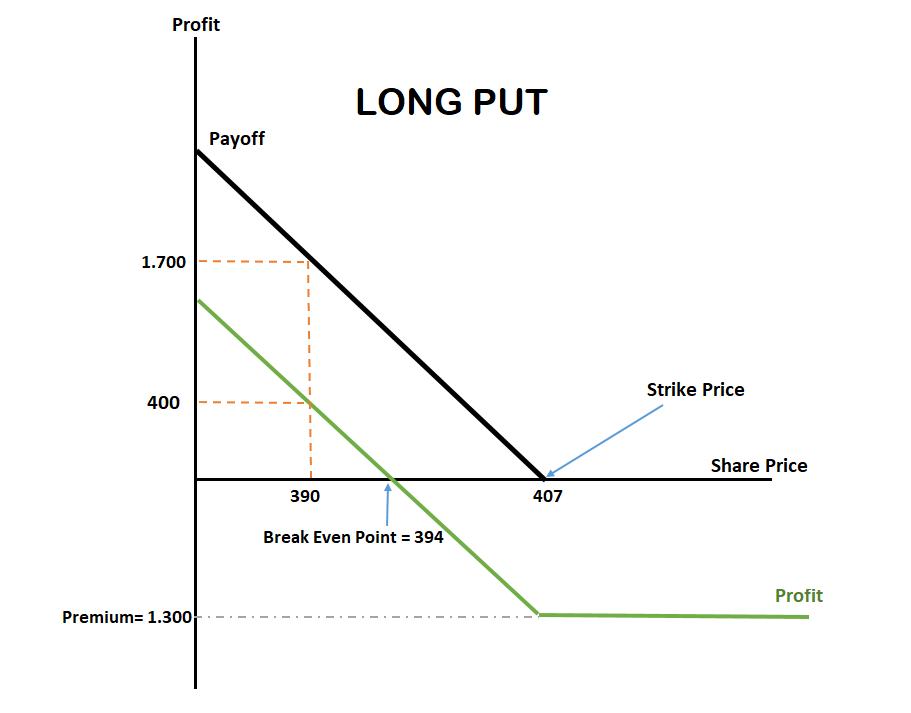 Profit
LONG PUT
Payoff
1.700
400
Strike Price
Share Price
390
407
Break Even Point = 394
Profit
Premium= 1.300